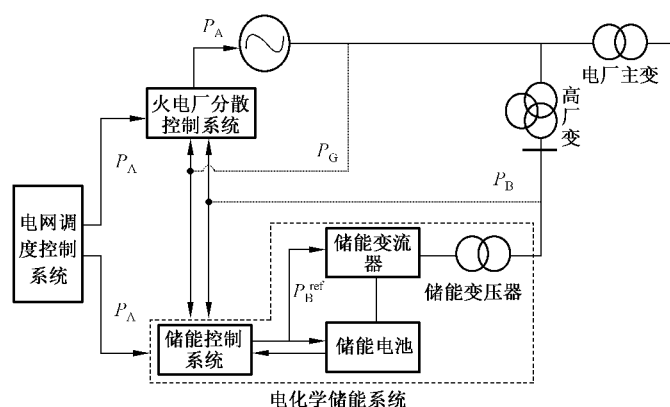 P_A
电厂主变
火电厂分散
控制系统
高
厂
变
P_A
P_G
P_B
电网调
度控制
系统
储能变流
器
储能变压器
P_B^ref
P_A
储能控制
系统
储能电池
电化学储能系统